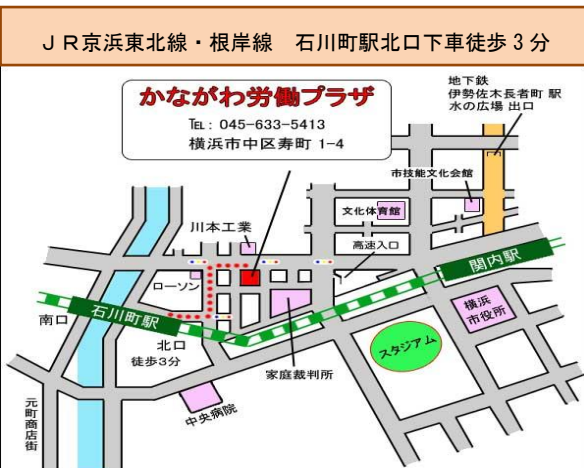 ＪＲ京浜東北線・根岸線　石川町駅北口下車徒歩３分
かながわ労働プラザ
℡： 045-633-5413
横浜市中区寿町 1-4
地下鉄
伊勢佐木長者町 駅
水の広場 出口
市技能文化会館
文化体育館
川本工業
高速入口
関内駅
ローソン
石川町駅
南口
北口
徒歩3分
横浜
市役所
スタジアム
家庭裁判所
中央病院
元町商店街